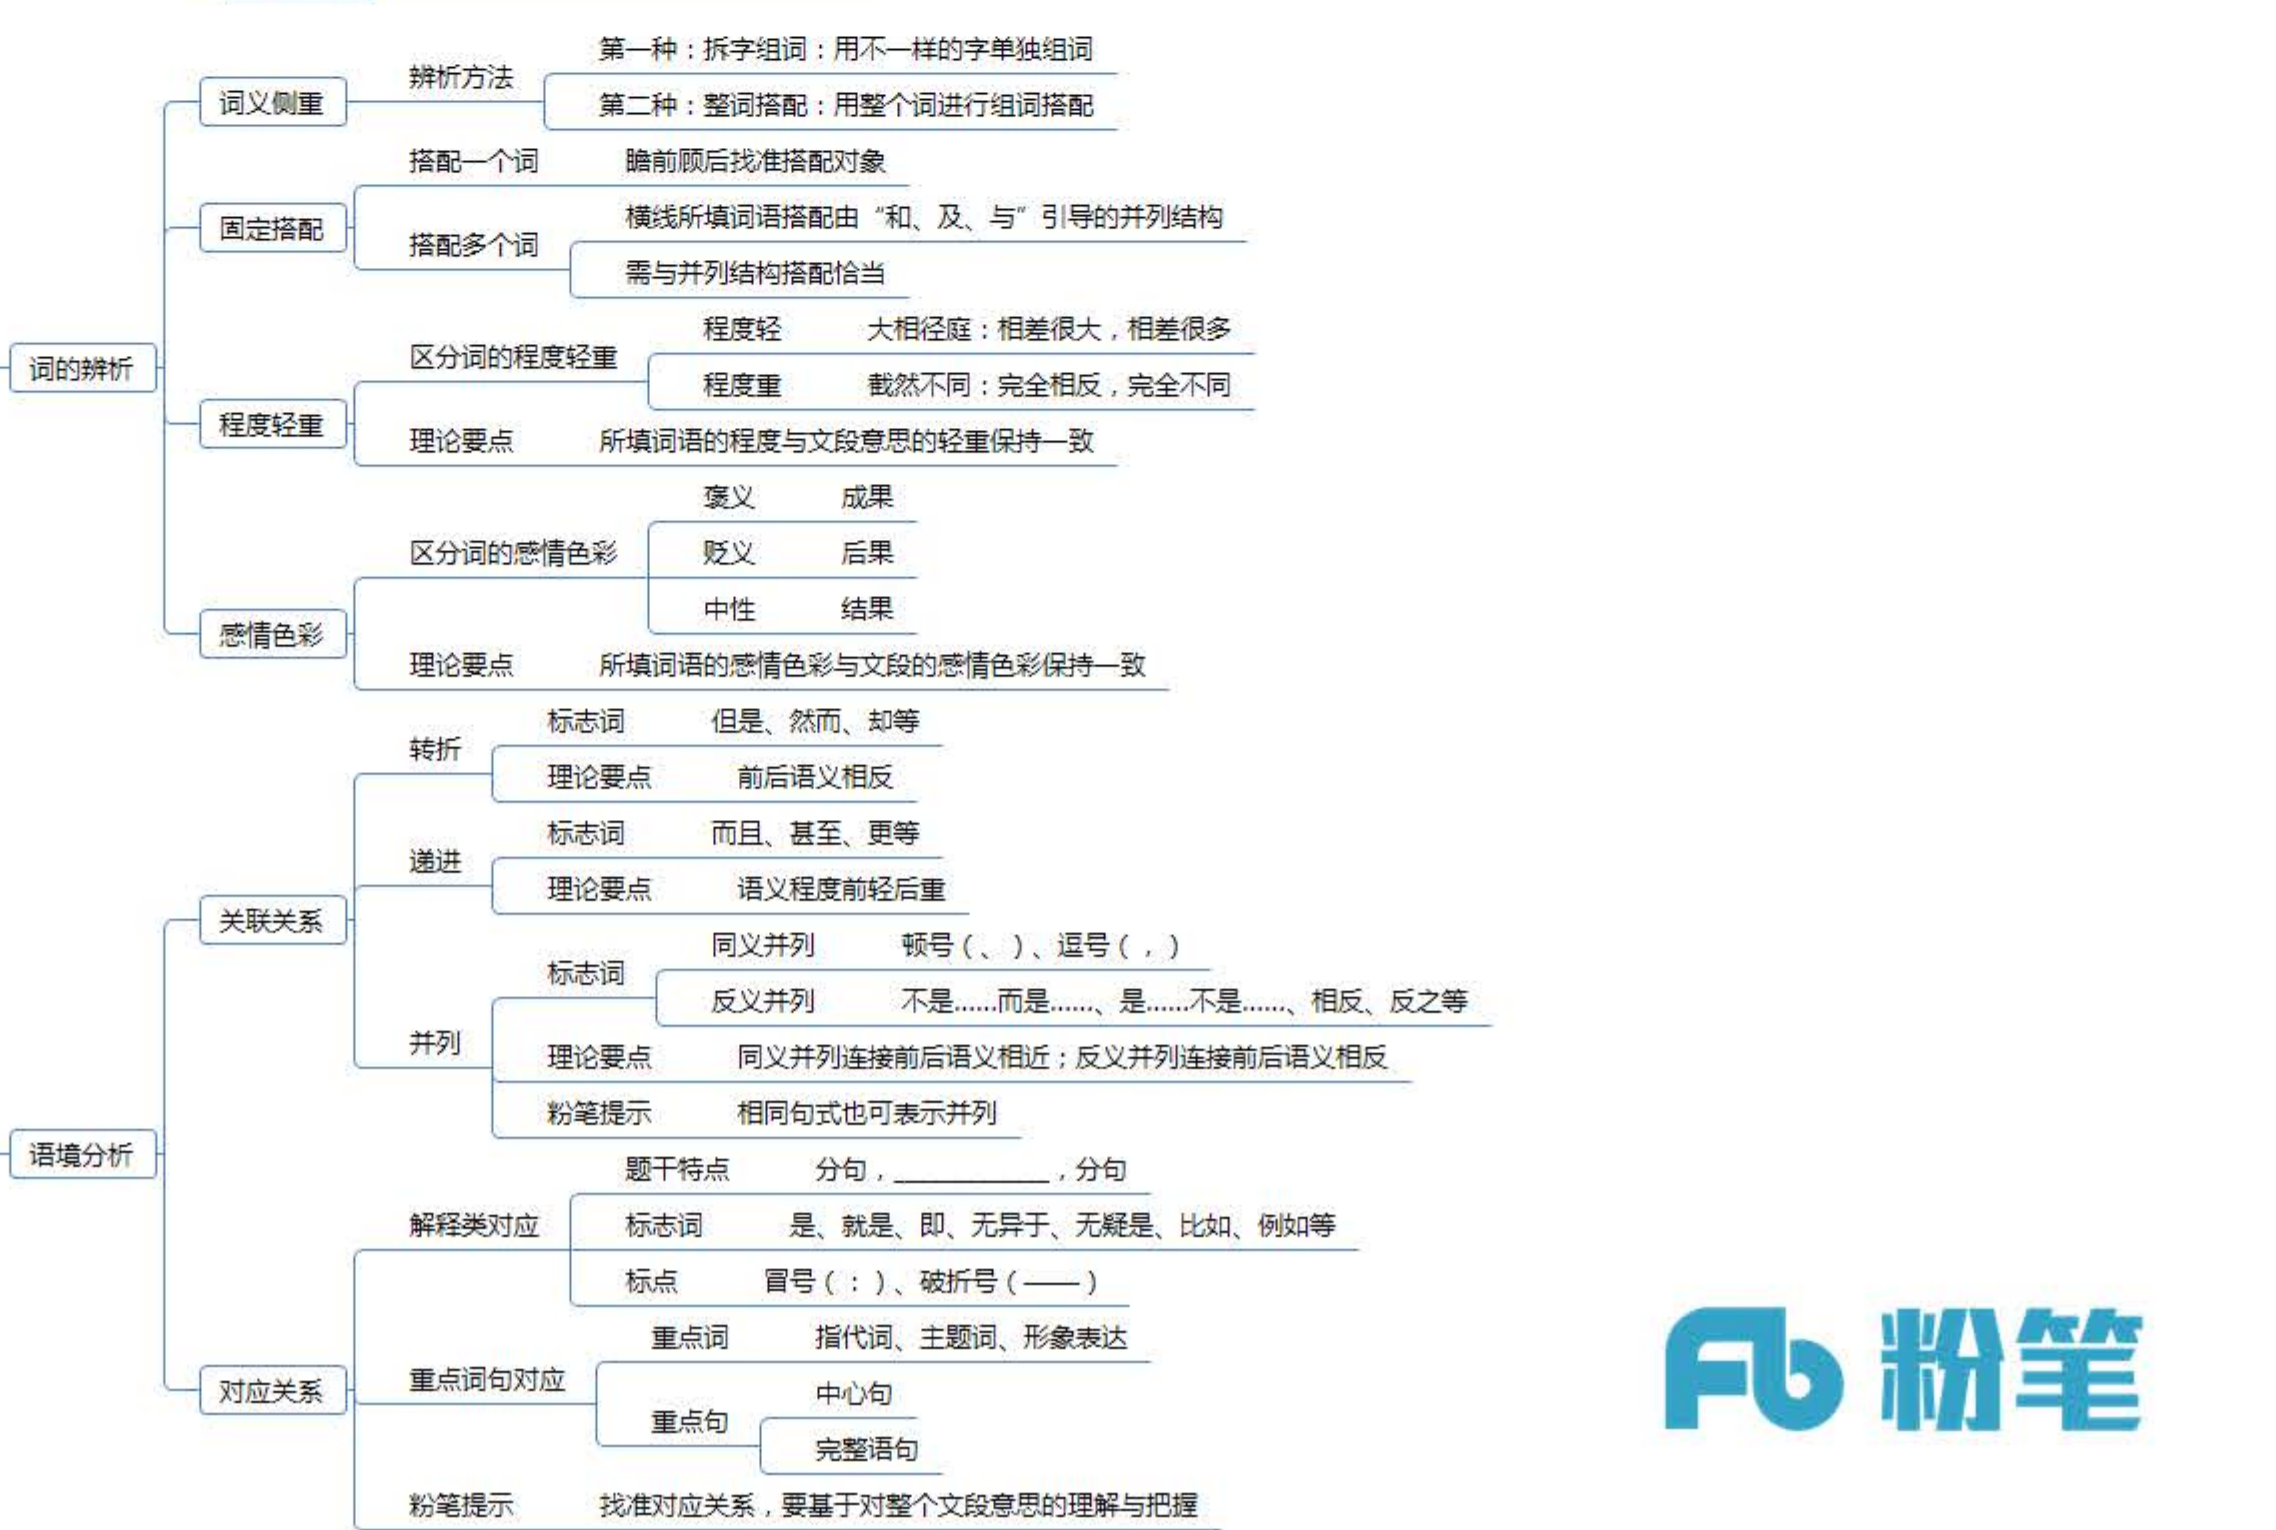 词的辨析
词义侧重
辨析方法
第一种：拆字组词：用不一样的字单独组词
第二种：整词搭配：用整个词进行组词搭配
固定搭配
搭配一个词 瞻前顾后找准搭配对象
搭配多个词
横线所填词语搭配由“和、及、与”引导的并列结构
需与并列结构搭配恰当
程度轻重
区分词的程度轻重
程度轻 大相径庭：相差很大，相差很多
程度重 截然不同：完全相反，完全不同
理论要点 所填词语的程度与文段意思的轻重保持一致
感情色彩
区分词的感情色彩
褒义 成果
贬义 后果
中性 结果
理论要点 所填词语的感情色彩与文段的感情色彩保持一致
语境分析
关联关系
转折
标志词 但是、然而、却等
理论要点 前后语义相反
递进
标志词 而且、甚至、更等
理论要点 语义程度前轻后重
并列
标志词
同义并列 顿号（、）、逗号（，）
反义并列 不是……而是……、是……不是……、相反、反之等
理论要点 同义并列连接前后语义相近；反义并列连接前后语义相反
粉笔提示 相同句式也可表示并列
对应关系
解释类对应
题干特点 分句，____________，分句
标志词 是、就是、即、无异于、无疑是、比如、例如等
标点 冒号（：）、破折号（——）
重点词句对应
重点词 指代词、主题词、形象表达
重点句
中心句
完整语句
粉笔提示 找准对应关系，要基于对整个文段意思的理解与把握
Fb 粉笔